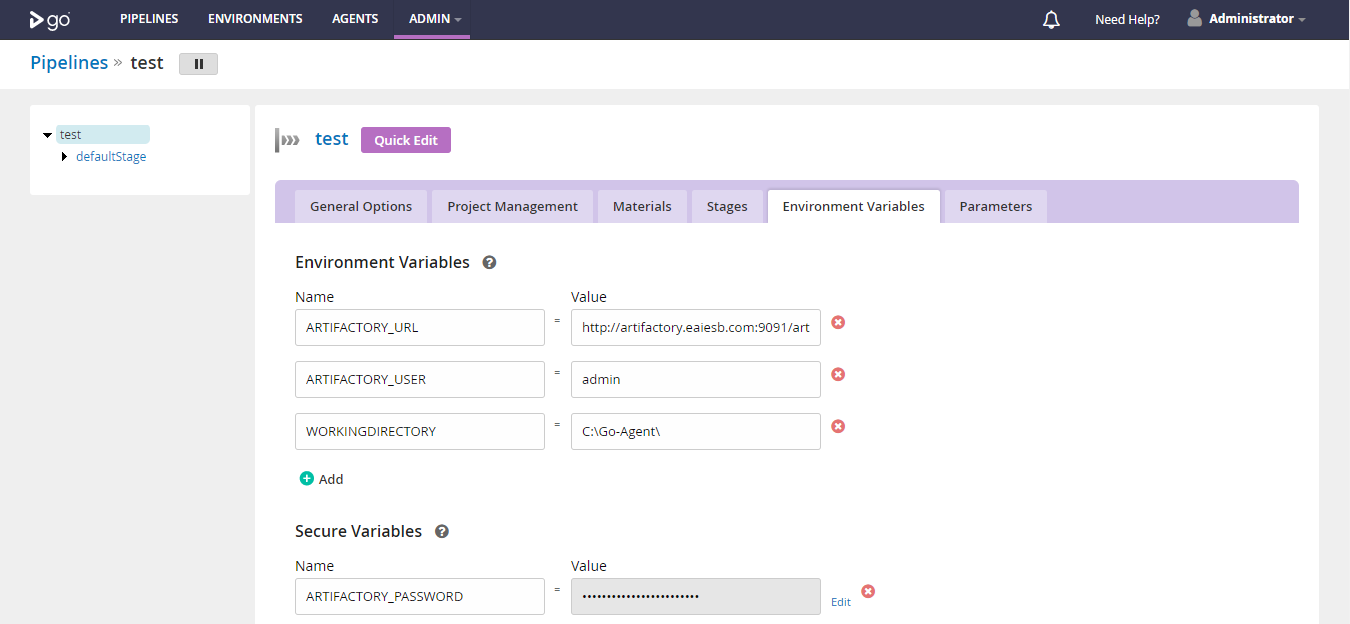 go PIPELINES ENVIRONMENTS AGENTS ADMIN Need Help? Administrator
Pipelines » test
test
defaultStage
test Quick Edit
General Options Project Management Materials Stages Environment Variables Parameters
Environment Variables ?
Name Value
ARTIFACTORY_URL = http://artifactory.eaiesb.com:9091/art
ARTIFACTORY_USER = admin
WORKINGDIRECTORY = C:\Go-Agent\
Add
Secure Variables ?
Name Value
ARTIFACTORY_PASSWORD = •••••••••••••••••••••••• Edit